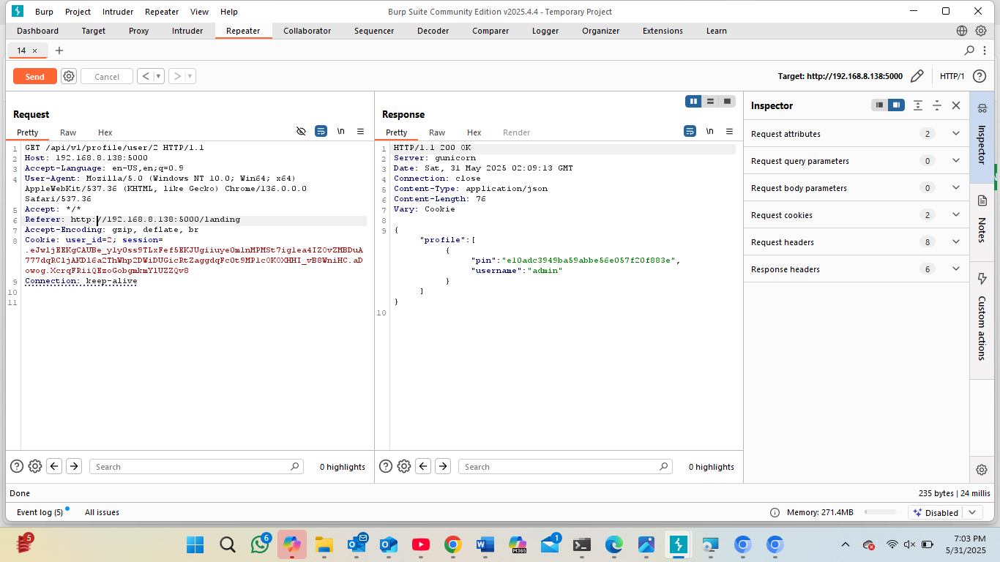 Burp Project Intruder Repeater View Help Burp Suite Community Edition v2025.4.4 - Temporary Project
Dashboard Target Proxy Intruder Repeater Collaborator Sequencer Decoder Comparer Logger Organizer Extensions Learn
14 × +
Send Cancel < > Target: http://192.168.8.138:5000 HTTP/1 ?
Request
Pretty Raw Hex \n
1 GET /api/v1/profile/user/2 HTTP/1.1
2 Host: 192.168.8.138:5000
3 Accept-Language: en-US,en;q=0.9
4 User-Agent: Mozilla/5.0 (Windows NT 10.0; Win64; x64)
AppleWebKit/537.36 (KHTML, like Gecko) Chrome/136.0.0.0
Safari/537.36
5 Accept: */*
6 Referer: http://192.168.8.138:5000/landing
7 Accept-Encoding: gzip, deflate, br
8 Cookie: user_id=2; session=
9 Connection: keep-alive
10
11
Search 0 highlights
Response
Pretty Raw Hex Render \n
1 HTTP/1.1 200 OK
2 Server: gunicorn
3 Date: Sat, 31 May 2025 02:09:13 GMT
4 Connection: close
5 Content-Type: application/json
6 Content-Length: 76
7 Vary: Cookie
8
9 {
"profile":[
{
"pin":"e10adc3949ba59abbe56e057f20f883e",
"username":"admin"
}
]
}
10
Search 0 highlights
Inspector
Request attributes 2
Request query parameters 0
Request body parameters 0
Request cookies 2
Request headers 8
Response headers 6
Inspector
Notes
Custom actions
Done 235 bytes | 24 millis
Event log (5) All issues Memory: 271.4MB Disabled
5
6
M365
1
7:03 PM
5/31/2025